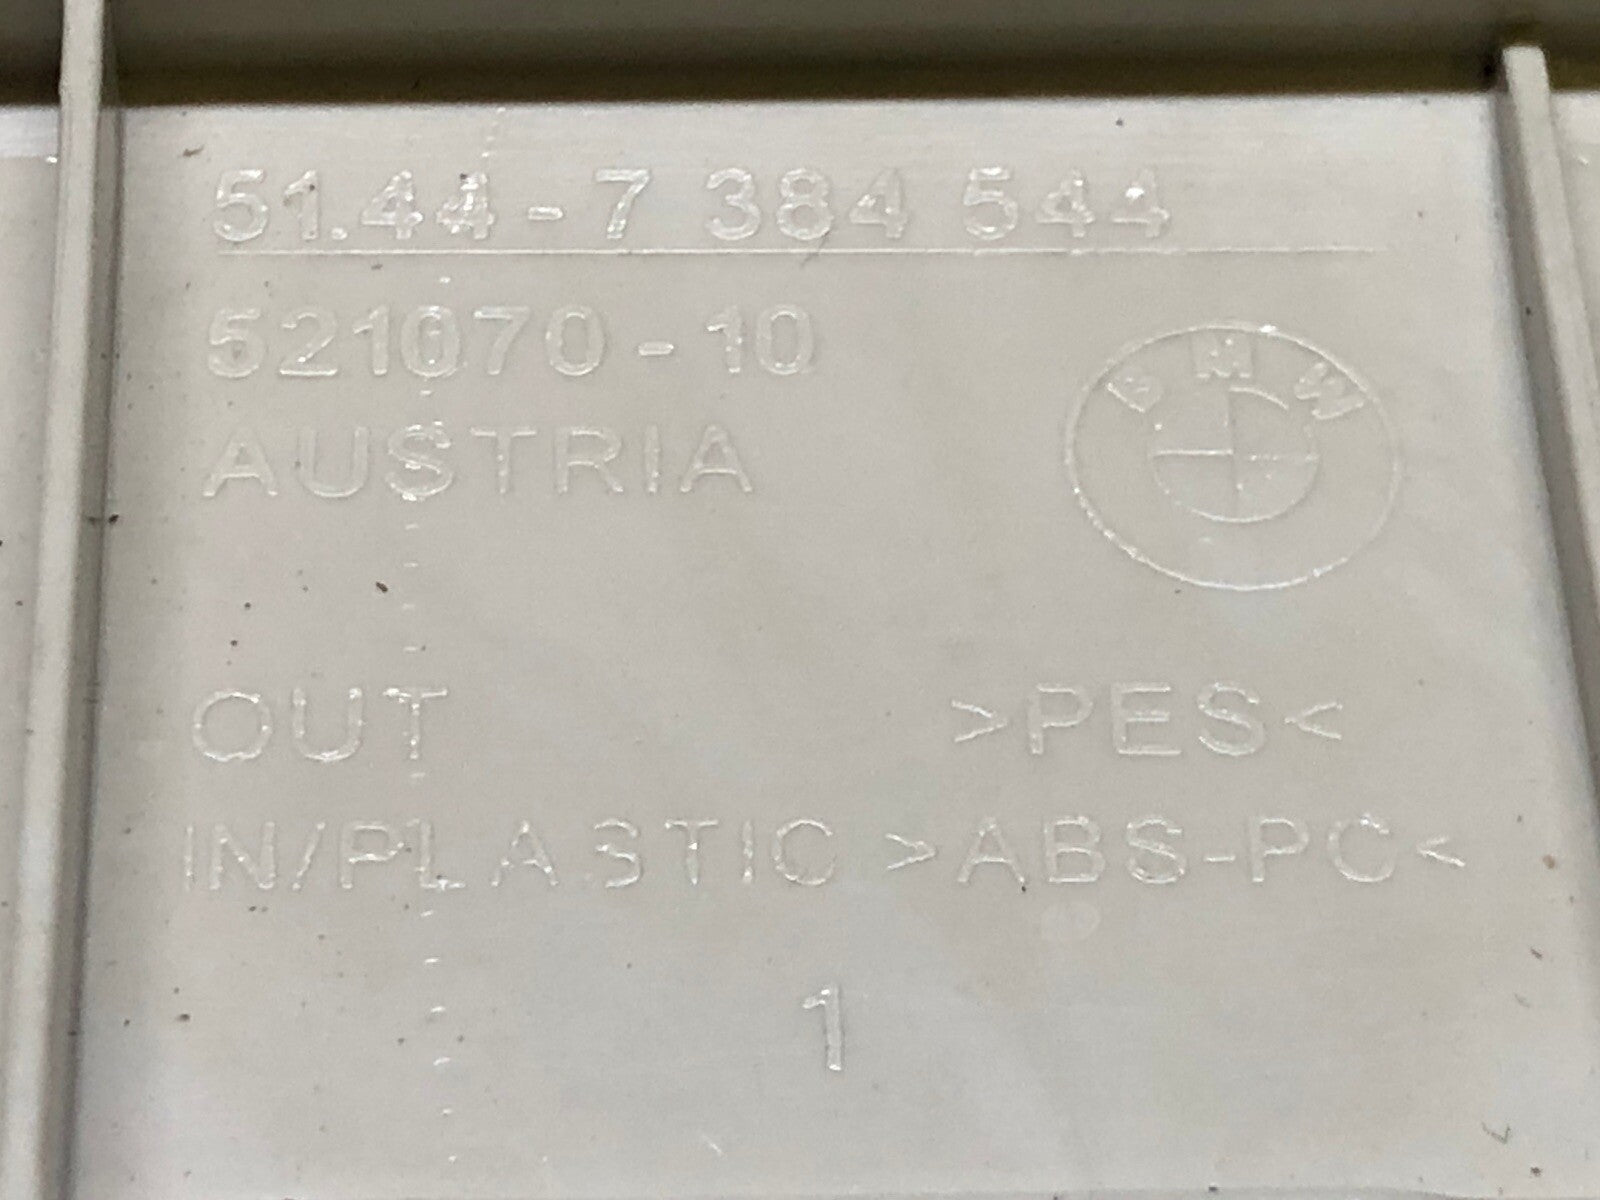 51.44-7 384 544
521070-10
AUSTRIA
BMW
OUT >PES<
IN/PLASTIC >ABS-PC<
1